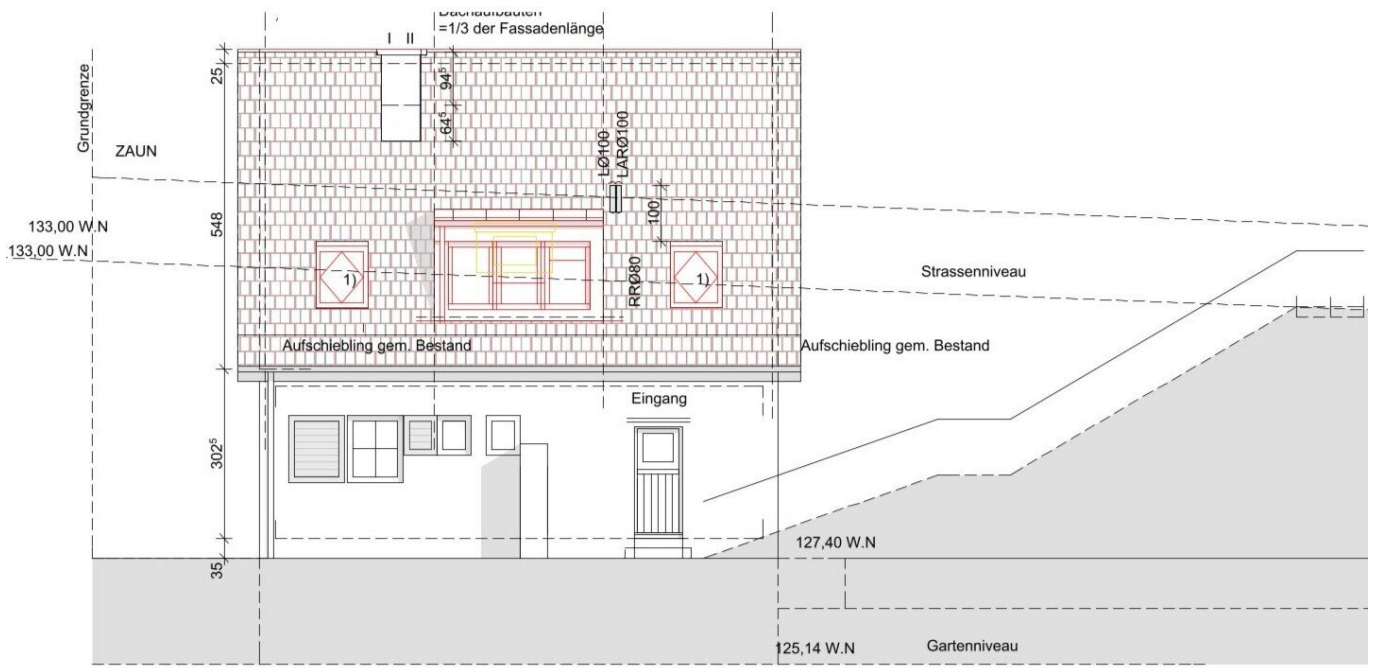 Dachaufbauten
=1/3 der Fassadenlänge
I II
25
94⁵
64⁵
Grundgrenze
ZAUN
LØ100
LARØ100
100
548
133,00 W.N
133,00 W.N
1)
1)
RRØ80
Strassenniveau
Aufschiebling gem. Bestand
Aufschiebling gem. Bestand
Eingang
302⁵
35
127,40 W.N
125,14 W.N
Gartenniveau